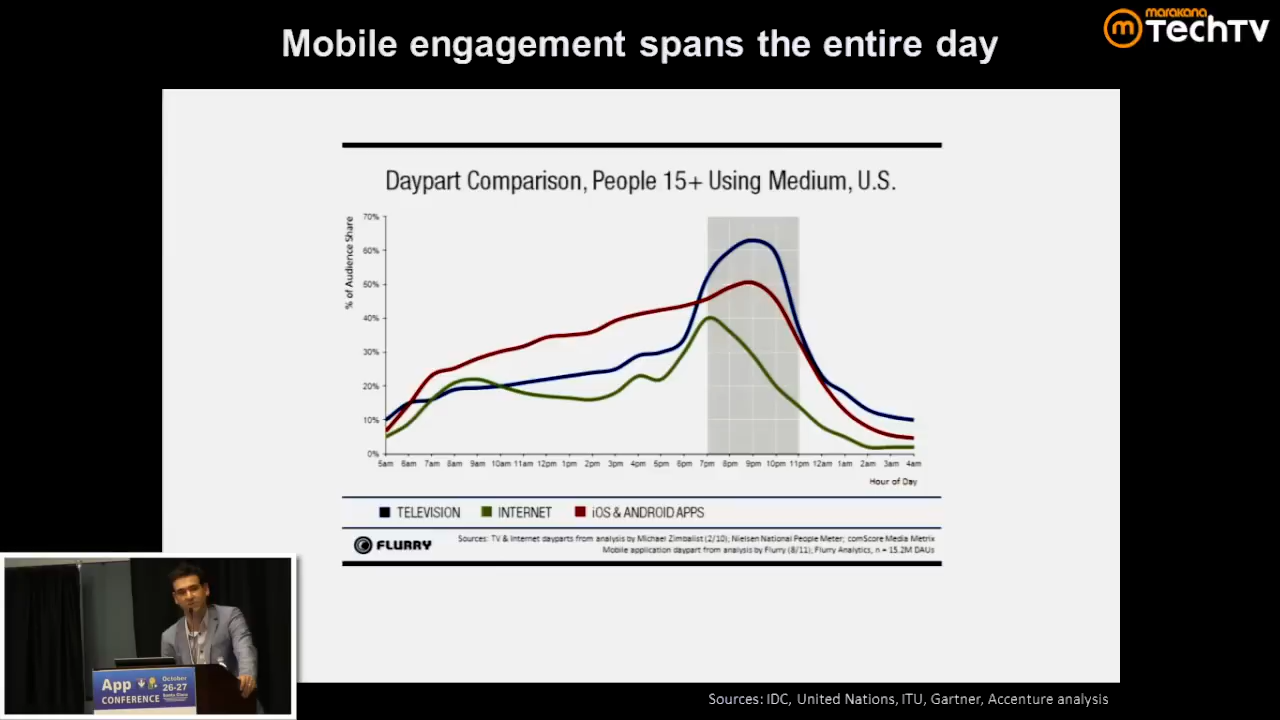 Mobile engagement spans the entire day
marakana
TechTV
Daypart Comparison, People 15+ Using Medium, U.S.
% of Audience Share
70%
60%
50%
40%
30%
20%
10%
0%
5am 6am 7am 8am 9am 10am 11am 12pm 1pm 2pm 3pm 4pm 5pm 6pm 7pm 8pm 9pm 10pm 11pm 12am 1am 2am 3am 4am
Hour of Day
TELEVISION INTERNET iOS & ANDROID APPS
FLURRY
Sources: TV & Internet dayparts from analysis by Michael Zimbalist (2/10); Nielsen National People Meter; comScore Media Metrix
Mobile application daypart from analysis by Flurry (8/11); Flurry Analytics, n = 15.2M DAUs
App
CONFERENCE
October
26-27
Santa Clara
Sources: IDC, United Nations, ITU, Gartner, Accenture analysis